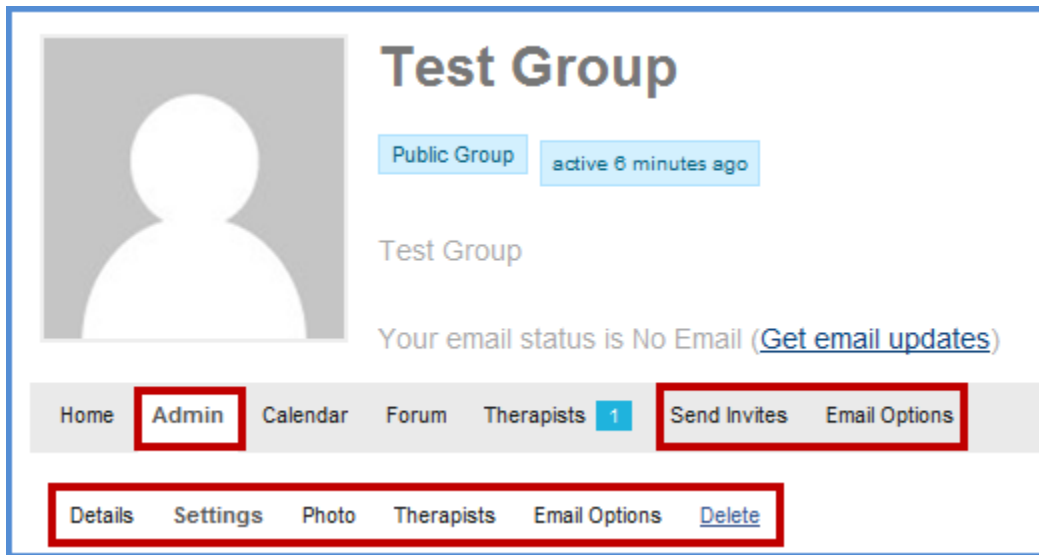 Test Group
Public Group active 6 minutes ago
Test Group
Your email status is No Email (Get email updates)
Home Admin Calendar Forum Therapists 1 Send Invites Email Options
Details Settings Photo Therapists Email Options Delete